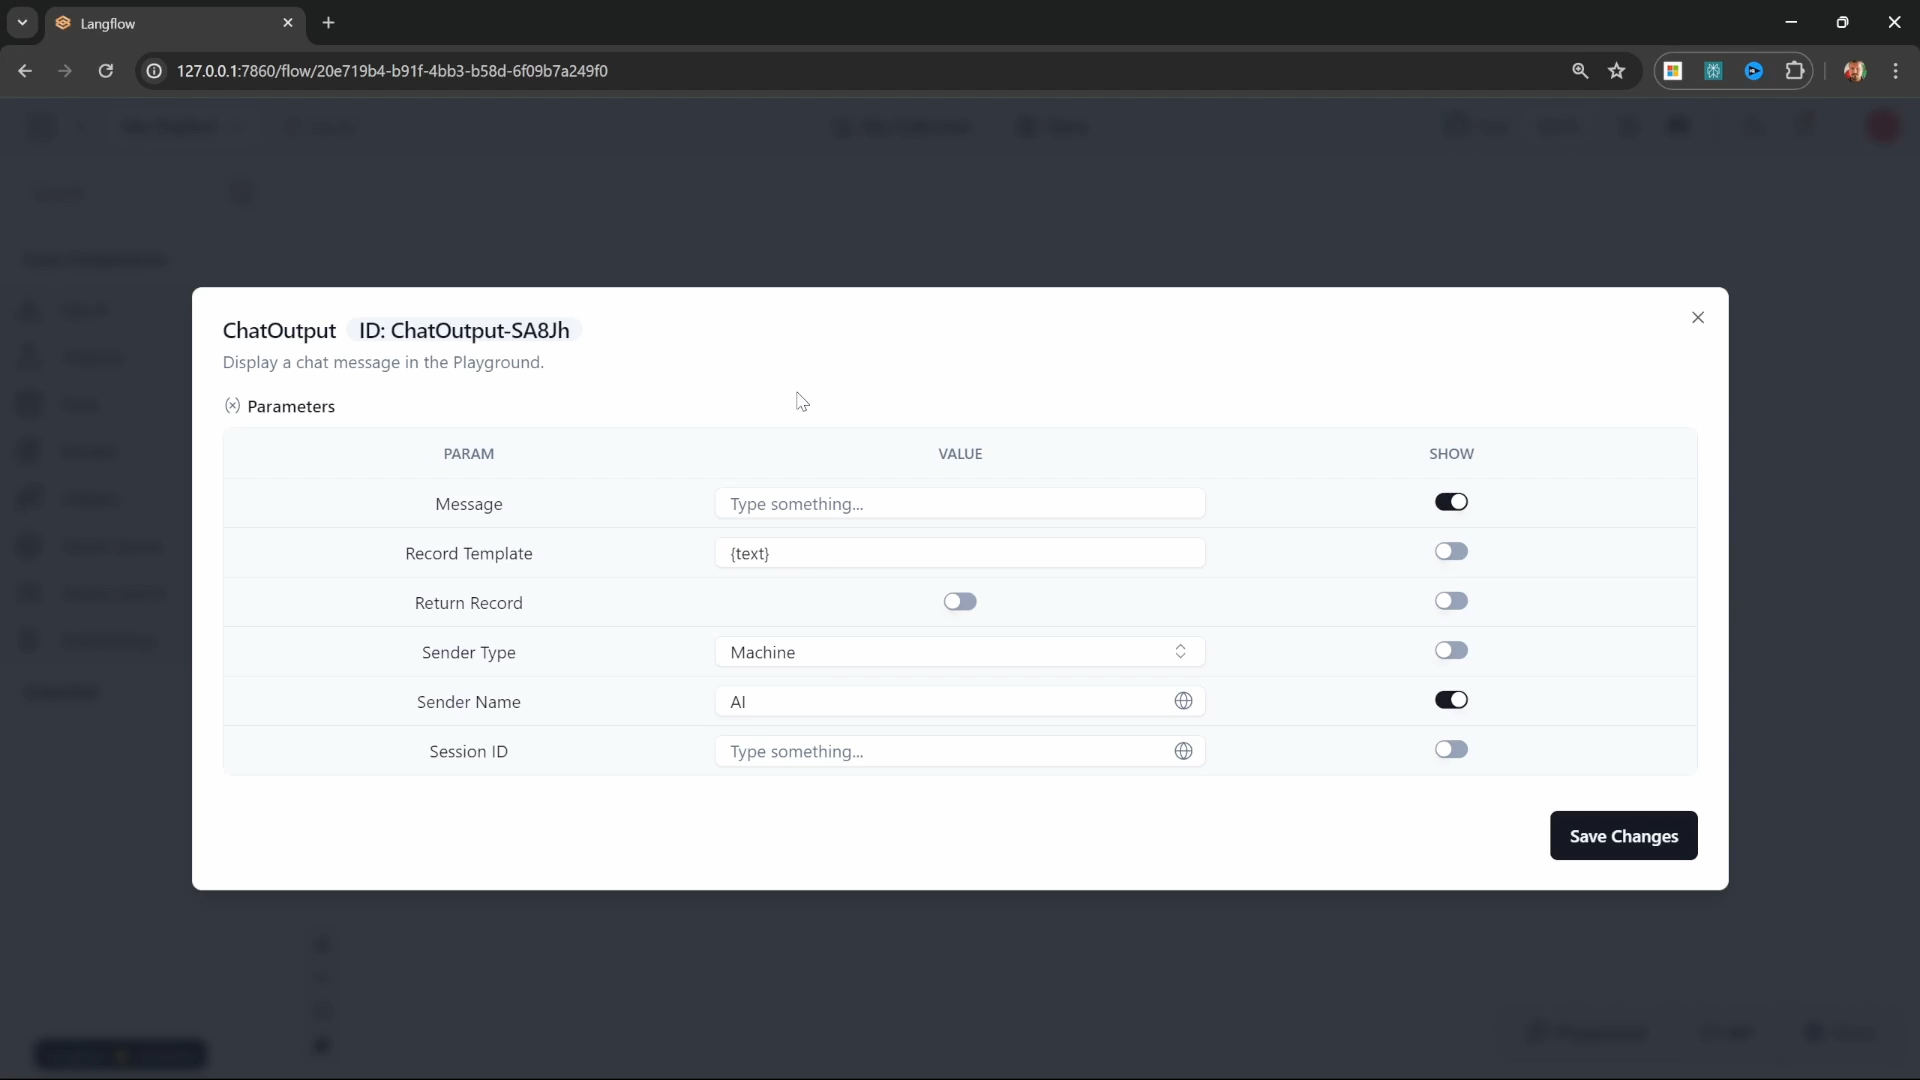 Langflow
127.0.0.1:7860/flow/20e719b4-b91f-4bb3-b58d-6f09b7a249f0
ChatOutput ID: ChatOutput-SA8Jh
Display a chat message in the Playground.
Parameters
PARAM VALUE SHOW
Message Type something...
Record Template {text}
Return Record
Sender Type Machine
Sender Name AI
Session ID Type something...
Save Changes